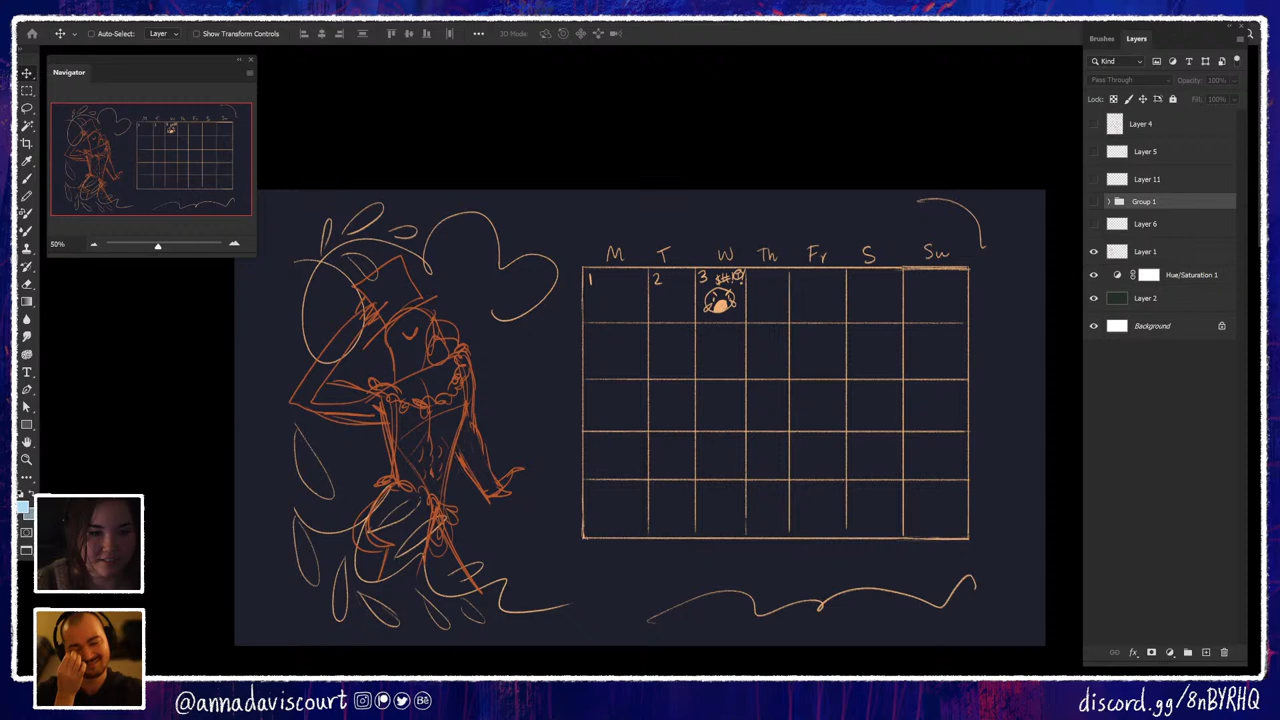 Auto-Select: Layer Show Transform Controls 3D Mode:
Navigator
50%
Brushes Layers
Kind
Pass Through Opacity: 100%
Lock: Fill: 100%
Layer 4
Layer 5
Layer 11
Group 1
Layer 6
Layer 1
Hue/Saturation 1
Layer 2
Background
M T W Th Fr S Su
1 2 3 $#!?!
@annadaviscourt
discord.gg/8nBYRHQ